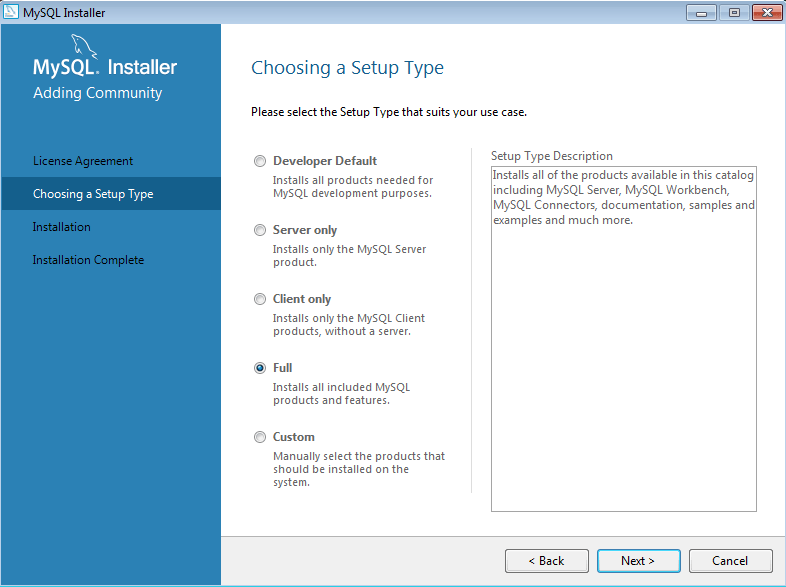 MySQL Installer
MySQL. Installer
Adding Community
License Agreement
Choosing a Setup Type
Installation
Installation Complete
Choosing a Setup Type
Please select the Setup Type that suits your use case.
Developer Default
Installs all products needed for
MySQL development purposes.
Server only
Installs only the MySQL Server
product.
Client only
Installs only the MySQL Client
products, without a server.
Full
Installs all included MySQL
products and features.
Custom
Manually select the products that
should be installed on the
system.
Setup Type Description
Installs all of the products available in this catalog
including MySQL Server, MySQL Workbench,
MySQL Connectors, documentation, samples and
examples and much more.
< Back
Next >
Cancel